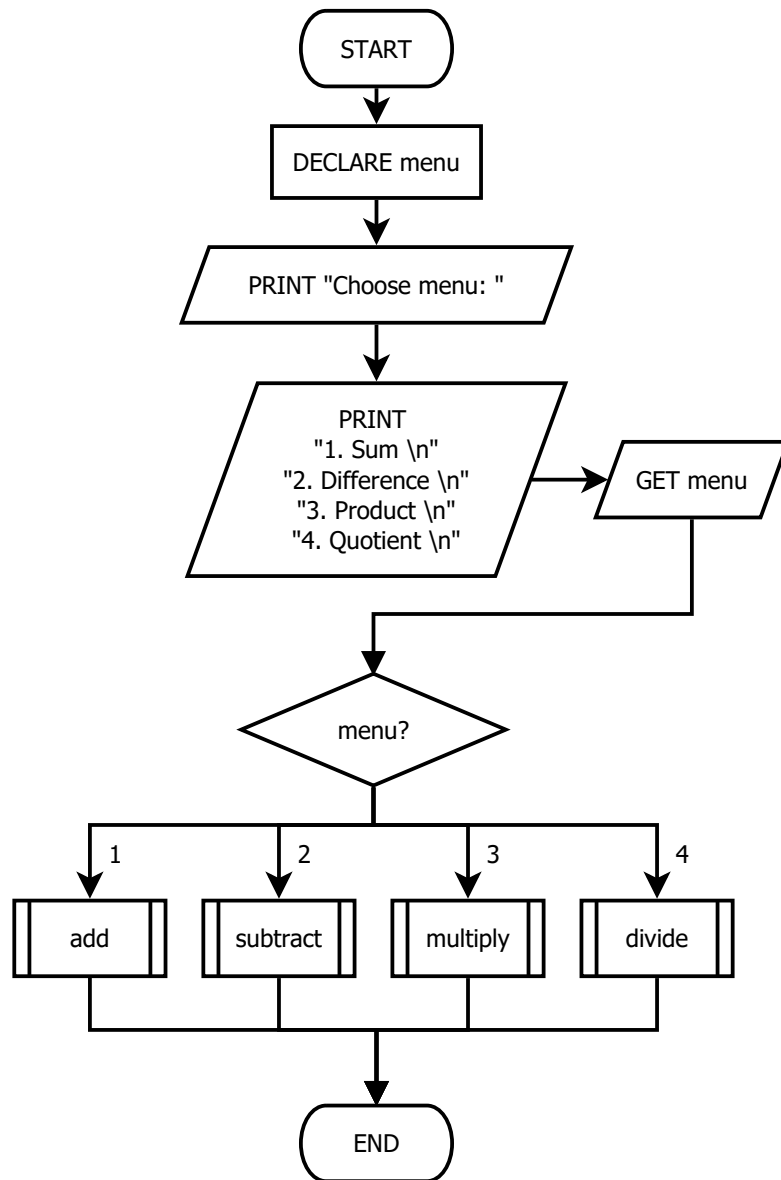 START
DECLARE menu
PRINT "Choose menu: "
PRINT
"1. Sum \n"
"2. Difference \n"
"3. Product \n"
"4. Quotient \n"
GET menu
menu?
1
2
3
4
add
subtract
multiply
divide
END